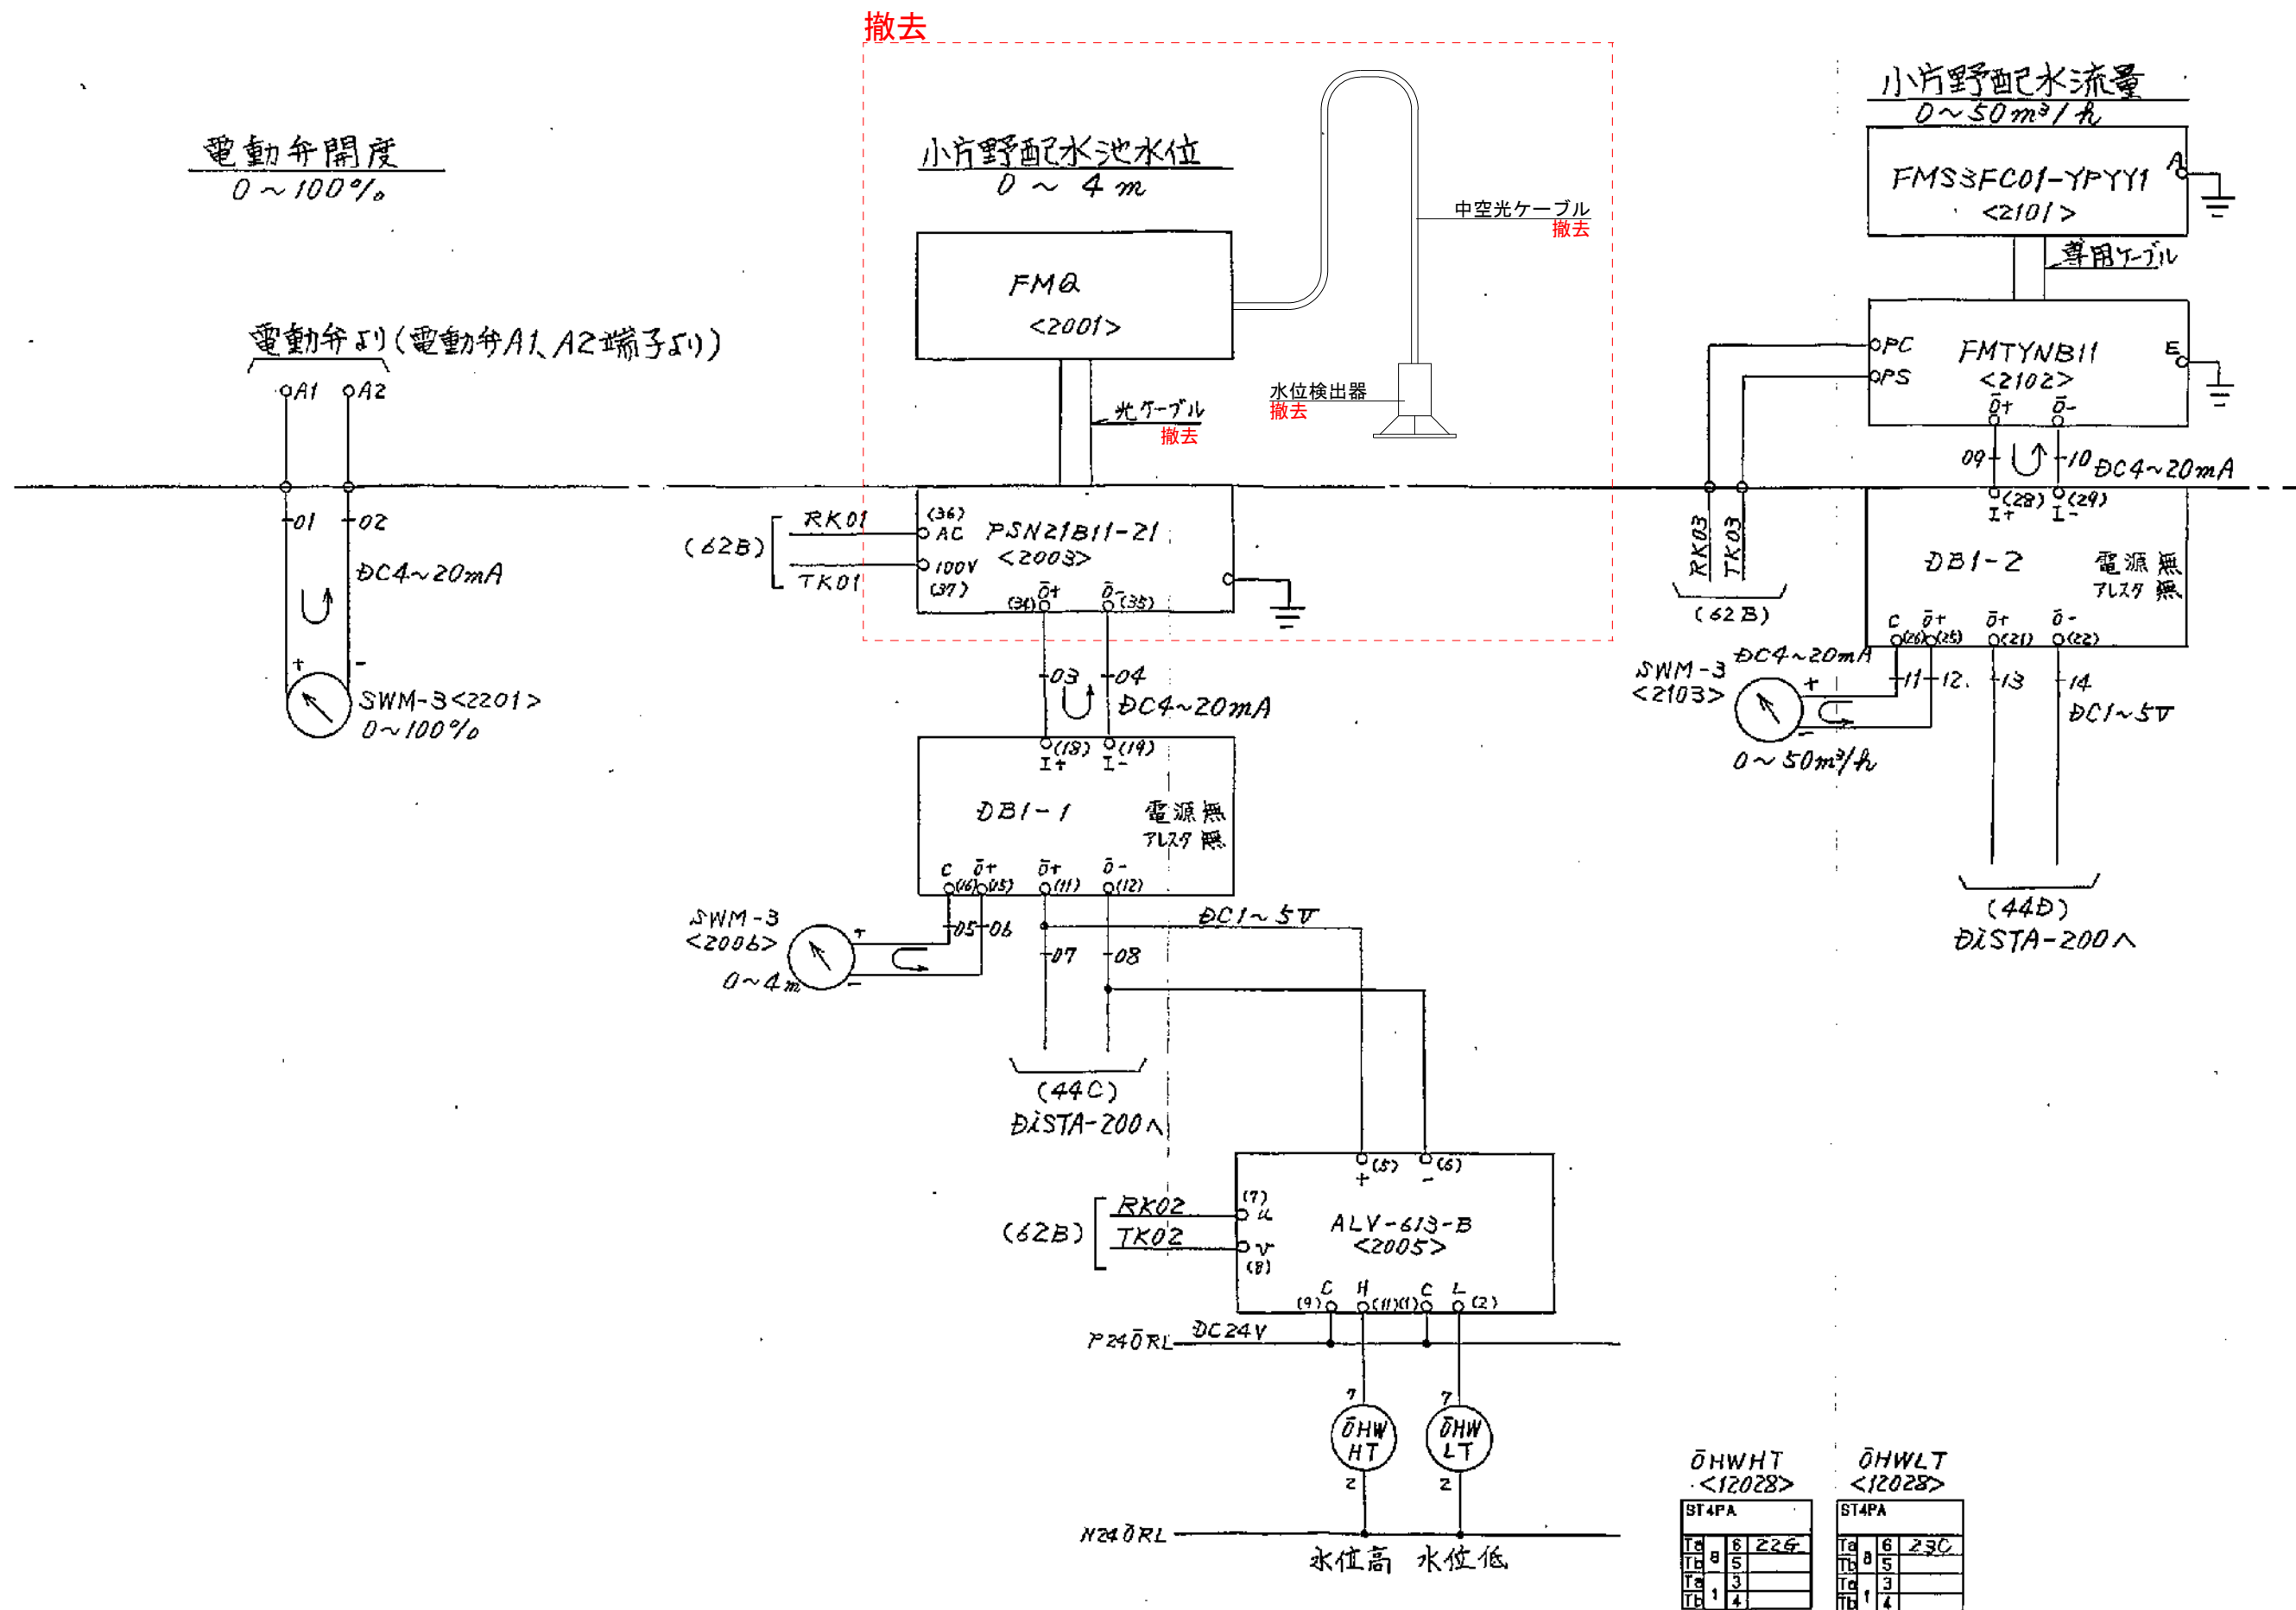 撤去
電動弁開度
0～100%
電動弁より(電動弁A1、A2端子より)
A1
A2
01
02
DC4~20mA
+
-
SWM-3<2201>
0~100%
小片野配水池水位
0 ～ 4 m
FMQ
<2001>
光ケーブル
撤去
中空光ケーブル
撤去
水位検出器
撤去
(62B)
RK01
TK01
(36)
AC
100V
(37)
PSN21B11-21
<2003>
(34)
Ō+
Ō-
(35)
03
04
DC4~20mA
(18)
(19)
I+
I-
DB1-1
電源無
アレスタ無
C
Ō+
Ō+
Ō-
(16)
(15)
(11)
(12)
SWM-3
<2006>
0~4m
+
-
05
06
07
08
DC1~5V
(44C)
DiSTA-200へ
(5)
(6)
+
-
(62B)
RK02
TK02
(7)
u
v
(8)
ALV-613-B
<2005>
C
H
C
L
(9)
(11)
(1)
(2)
P24ŌRL
DC24V
7
7
ŌHW
HT
ŌHW
LT
2
2
N24ŌRL
水位高
水位低
小片野配水流量
0~50m³/h
FMS3FC01-YPYY1
<2101>
A
専用ケーブル
PC
PS
FMTYNB11
<2102>
E
Ō+
Ō-
09
10
DC4~20mA
(28)
(29)
I+
I-
RK03
TK03
(62B)
DB1-2
電源無
アレスタ無
C
Ō+
Ō+
Ō-
(26)
(25)
(21)
(22)
SWM-3
<2103>
DC4~20mA
+
-
0~50m³/h
11
12
13
14
DC1~5V
(44D)
DiSTA-200へ
ŌHWHT
<12028>
ST4PA
Ta 8 6 22G
Tb 5
Ta 1 3
Tb 4
ŌHWLT
<12028>
ST4PA
Ta 8 6 23C
Tb 5
Ta 1 3
Tb 4